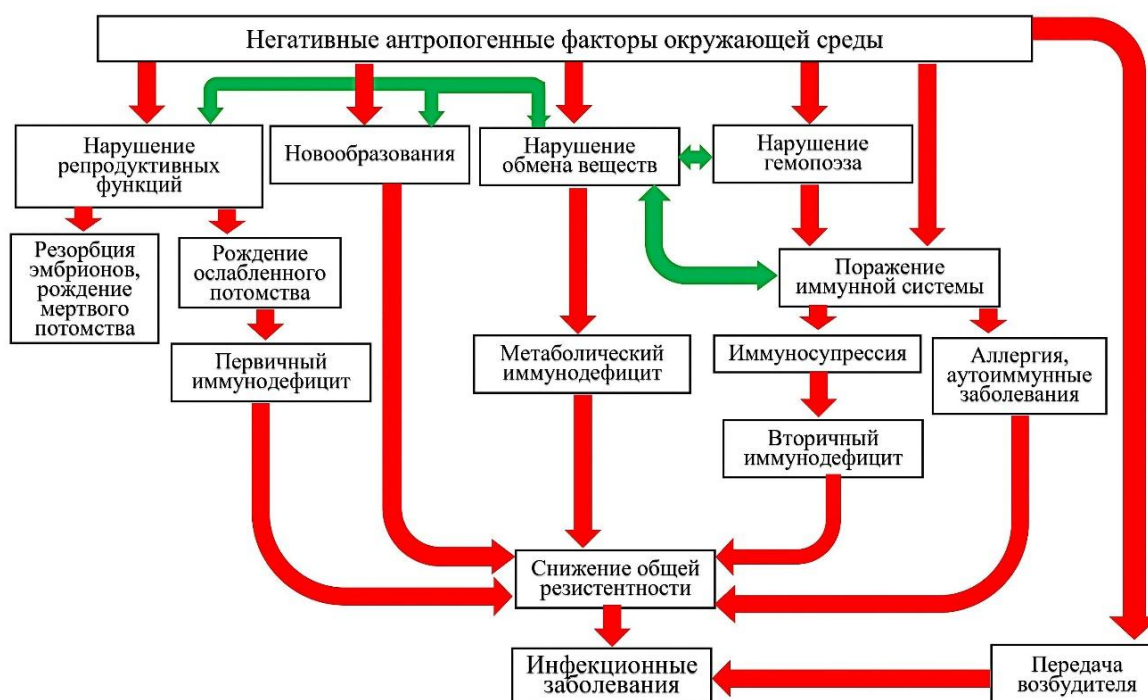 Негативные антропогенные факторы окружающей среды
Нарушение
репродуктивных
функций
Новообразования
Нарушение
обмена веществ
Нарушение
гемопоэза
Резорбция
эмбрионов,
рождение
мертвого
потомства
Рождение
ослабленного
потомства
Поражение
иммунной системы
Первичный
иммунодефицит
Метаболический
иммунодефицит
Иммуносупрессия
Аллергия,
аутоиммунные
заболевания
Вторичный
иммунодефицит
Снижение общей
резистентности
Инфекционные
заболевания
Передача
возбудителя